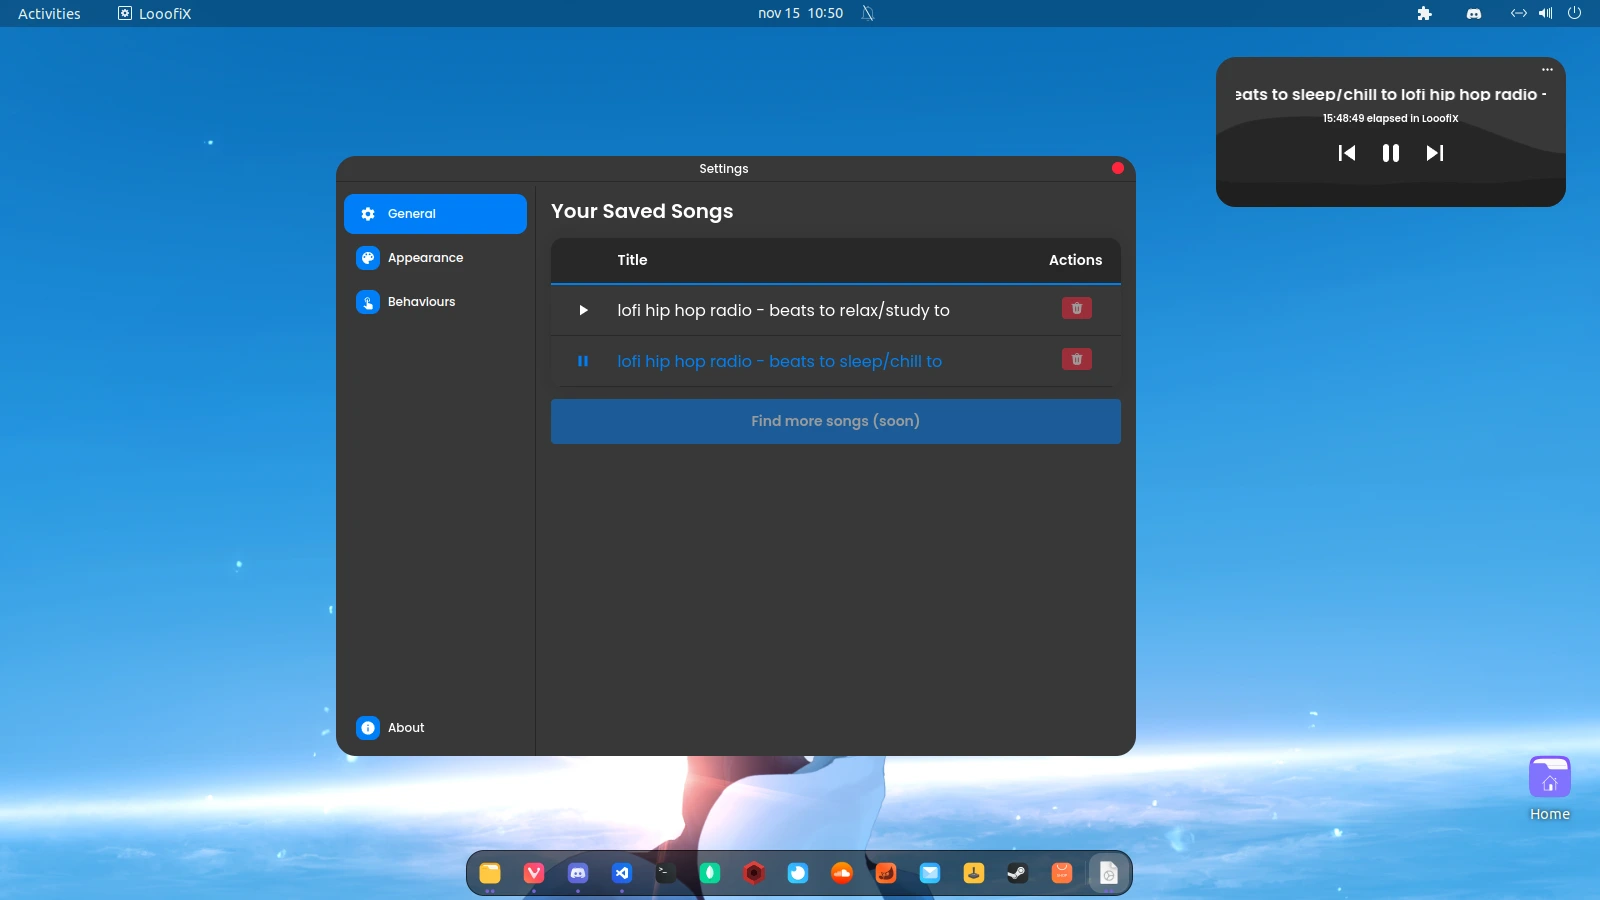 Activities
LooofiX
nov 15 10:50
eats to sleep/chill to lofi hip hop radio -
15:48:49 elapsed in LooofiX
Settings
General
Appearance
Behaviours
About
Your Saved Songs
Title
Actions
lofi hip hop radio - beats to relax/study to
lofi hip hop radio - beats to sleep/chill to
Find more songs (soon)
Home